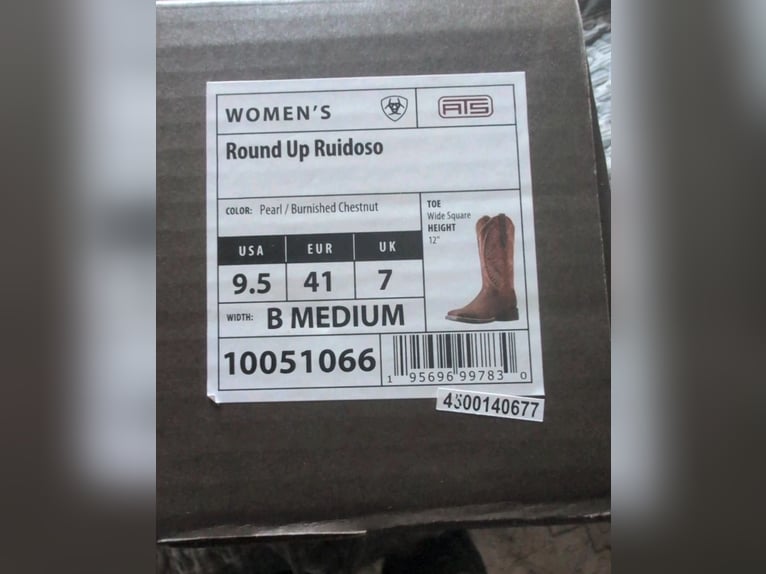 WOMEN'S
ATS
Round Up Ruidoso
COLOR: Pearl / Burnished Chestnut
TOE
Wide Square
HEIGHT
12"
USA EUR UK
9.5 41 7
WIDTH: B MEDIUM
10051066
1 95696 99783 0
4500140677